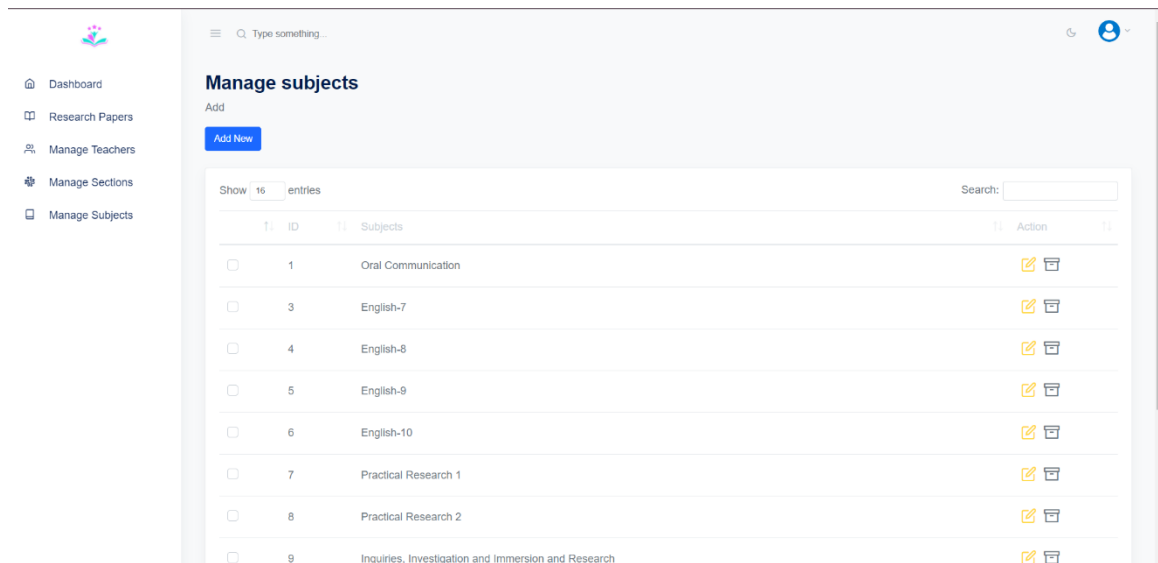 Type something...
Dashboard
Research Papers
Manage Teachers
Manage Sections
Manage Subjects
Manage subjects
Add
Add New
Show 16 entries Search:
ID Subjects Action
1 Oral Communication
3 English-7
4 English-8
5 English-9
6 English-10
7 Practical Research 1
8 Practical Research 2
9 Inquiries, Investigation and Immersion and Research